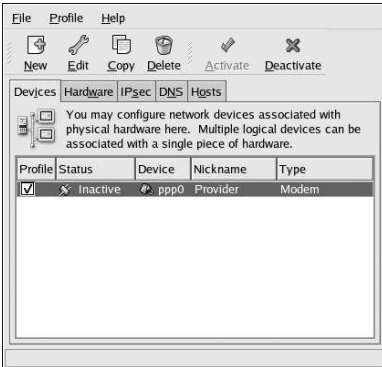 File Profile Help
New Edit Copy Delete Activate Deactivate
Devices Hardware IPsec DNS Hosts
You may configure network devices associated with
physical hardware here. Multiple logical devices can be
associated with a single piece of hardware.
Profile Status Device Nickname Type
Inactive ppp0 Provider Modem